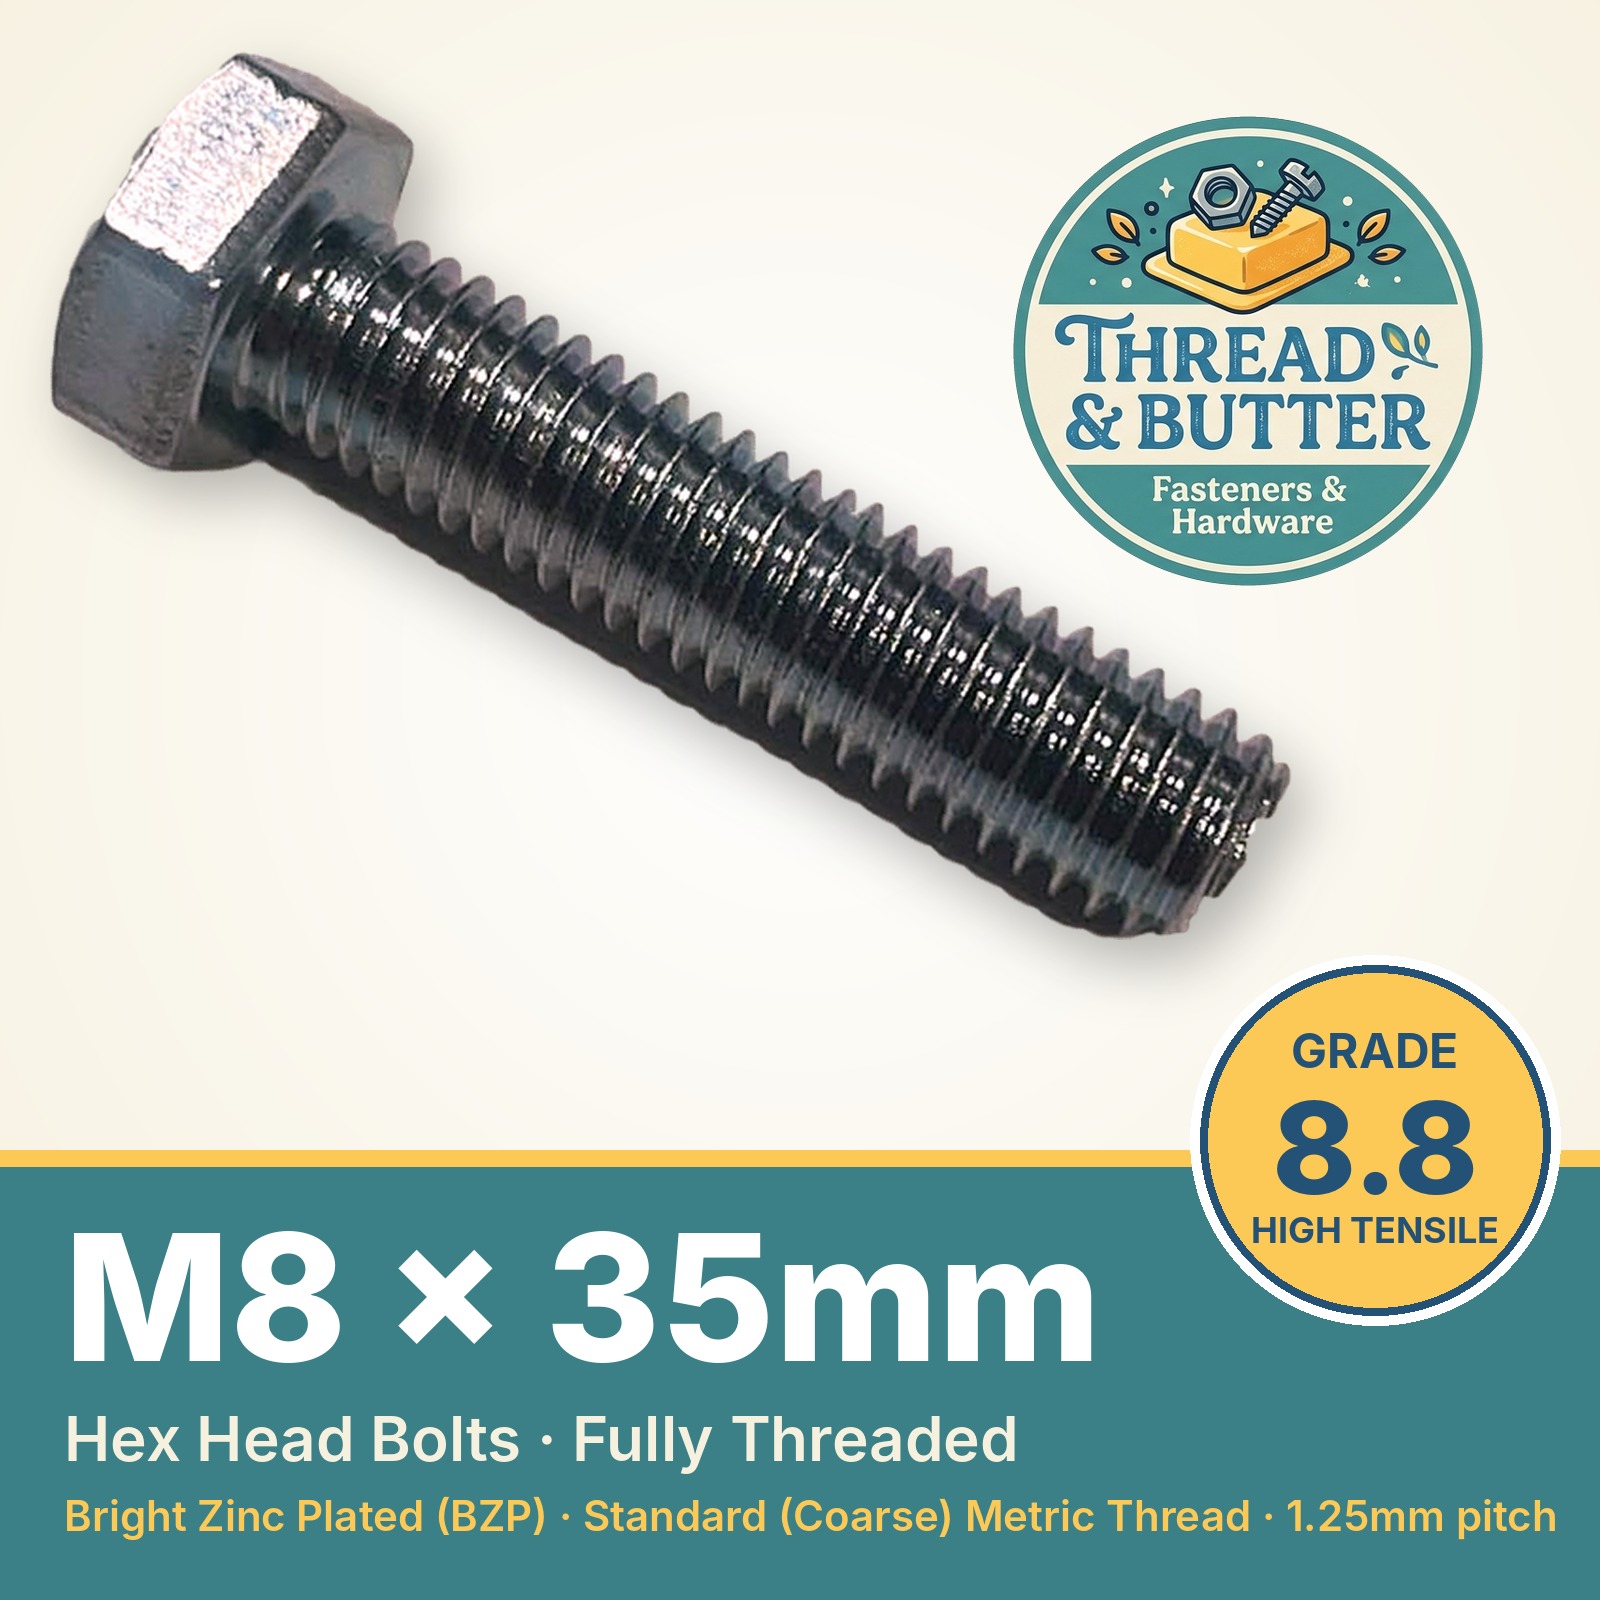 THREAD
& BUTTER
Fasteners &
Hardware
GRADE
8.8
HIGH TENSILE
M8 × 35mm
Hex Head Bolts · Fully Threaded
Bright Zinc Plated (BZP) · Standard (Coarse) Metric Thread · 1.25mm pitch